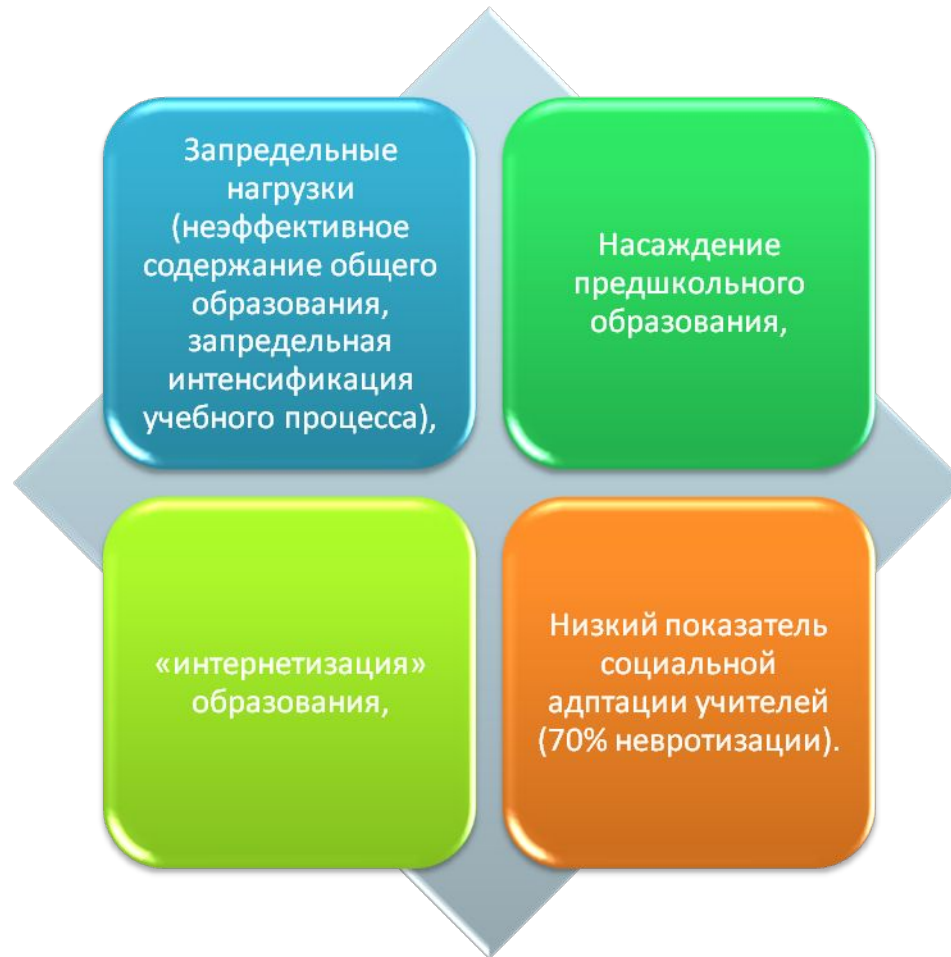 Запредельные
нагрузки
(неэффективное
содержание общего
образования,
запредельная
интенсификация
учебного процесса),
Насаждение
предшкольного
образования,
«интернетизация»
образования,
Низкий показатель
социальной
адптации учителей
(70% невротизации).